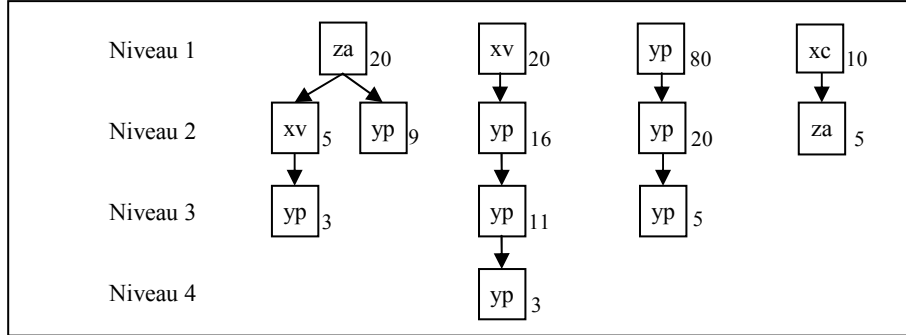 Niveau 1 za 20 xv 20 yp 80 xc 10
Niveau 2 xv 5 yp 9 yp 16 yp 20 za 5
Niveau 3 yp 3 yp 11 yp 5
Niveau 4 yp 3